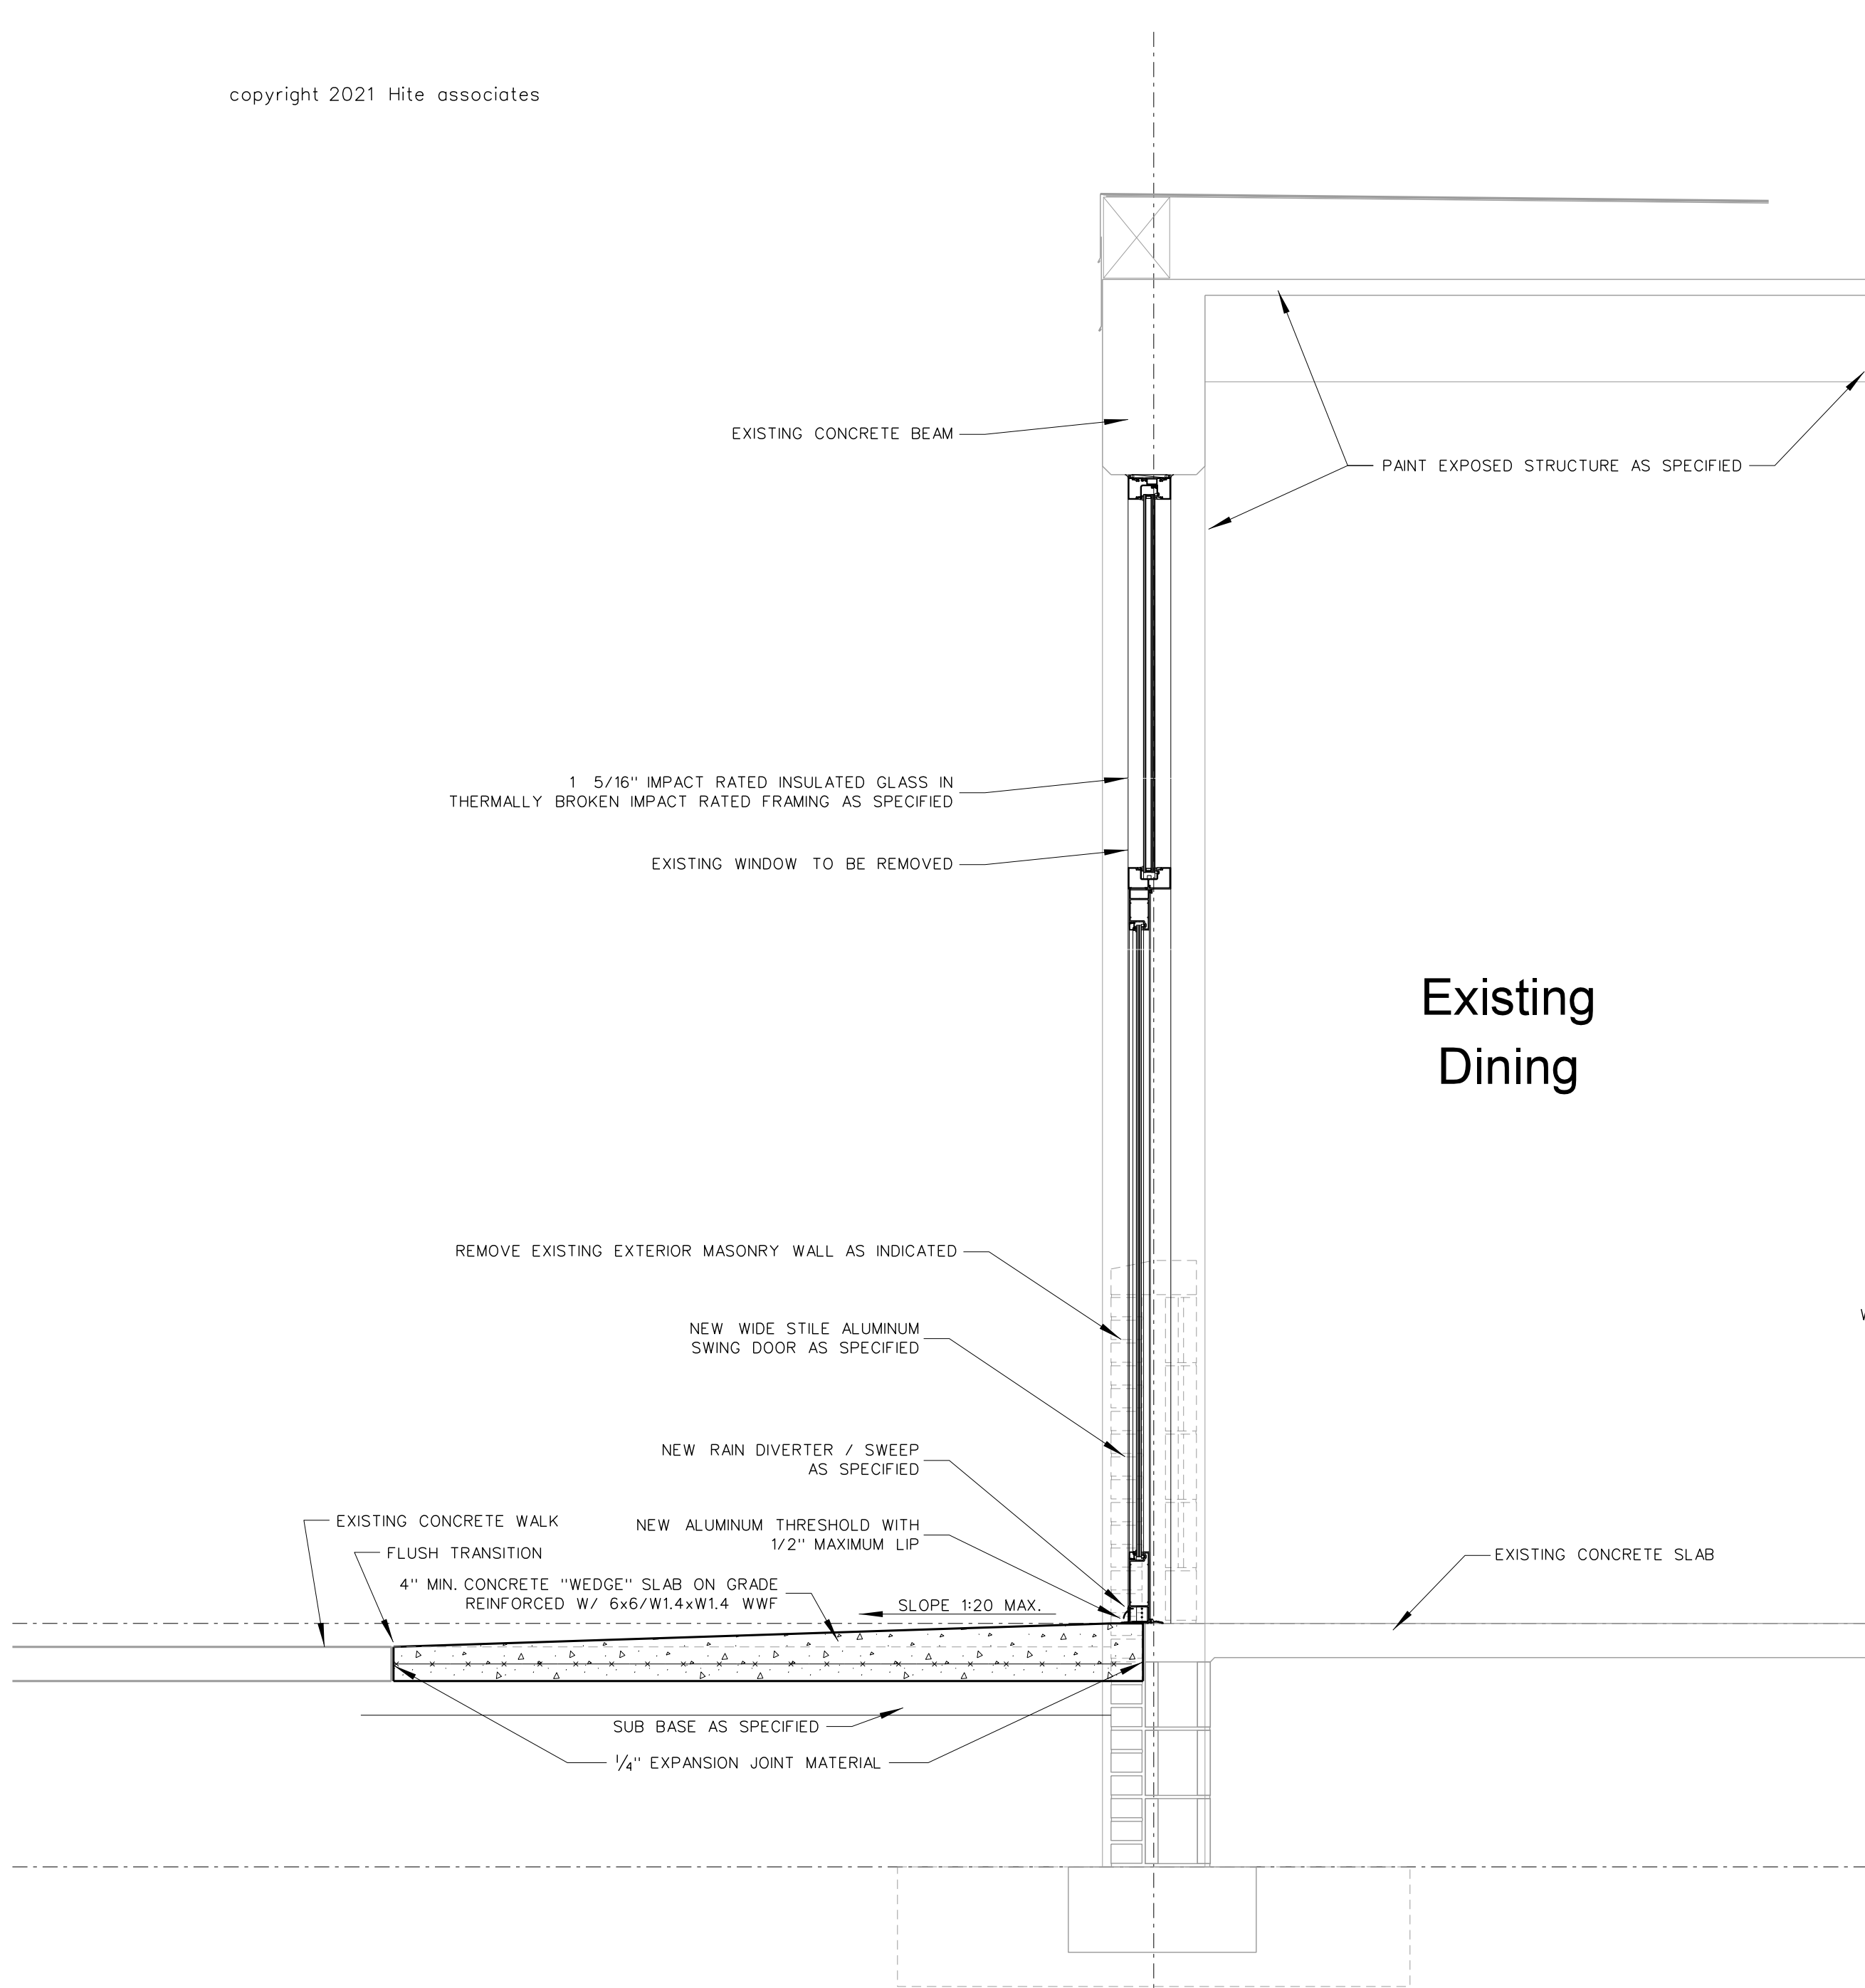 copyright 2021 Hite associates
EXISTING CONCRETE BEAM
PAINT EXPOSED STRUCTURE AS SPECIFIED
1 5/16" IMPACT RATED INSULATED GLASS IN
THERMALLY BROKEN IMPACT RATED FRAMING AS SPECIFIED
EXISTING WINDOW TO BE REMOVED
Existing
Dining
REMOVE EXISTING EXTERIOR MASONRY WALL AS INDICATED
NEW WIDE STILE ALUMINUM
SWING DOOR AS SPECIFIED
NEW RAIN DIVERTER / SWEEP
AS SPECIFIED
EXISTING CONCRETE WALK
NEW ALUMINUM THRESHOLD WITH
1/2" MAXIMUM LIP
FLUSH TRANSITION
EXISTING CONCRETE SLAB
4" MIN. CONCRETE "WEDGE" SLAB ON GRADE
REINFORCED W/ 6x6/W1.4xW1.4 WWF
SLOPE 1:20 MAX.
SUB BASE AS SPECIFIED
1/4" EXPANSION JOINT MATERIAL